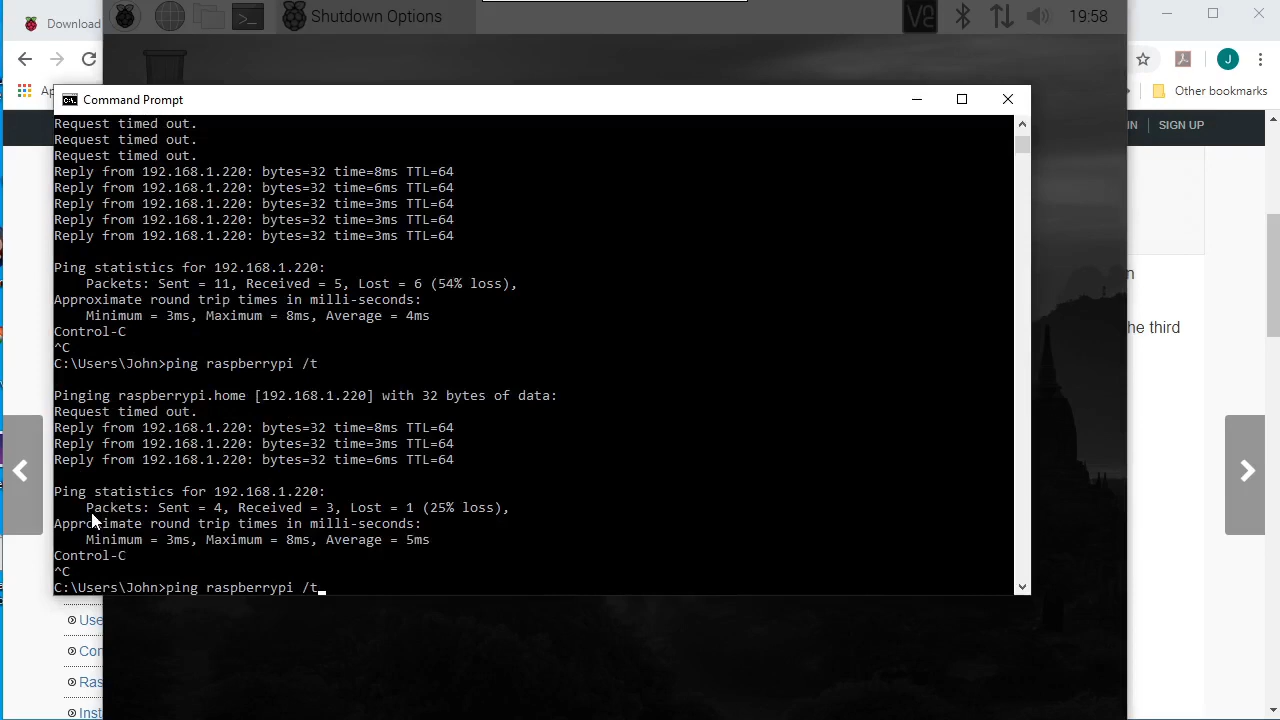 Download
Shutdown Options
19:58
J
Other bookmarks
SIGN UP
Command Prompt
Request timed out.
Request timed out.
Request timed out.
Reply from 192.168.1.220: bytes=32 time=8ms TTL=64
Reply from 192.168.1.220: bytes=32 time=6ms TTL=64
Reply from 192.168.1.220: bytes=32 time=3ms TTL=64
Reply from 192.168.1.220: bytes=32 time=3ms TTL=64
Reply from 192.168.1.220: bytes=32 time=3ms TTL=64
Ping statistics for 192.168.1.220:
Packets: Sent = 11, Received = 5, Lost = 6 (54% loss),
Approximate round trip times in milli-seconds:
Minimum = 3ms, Maximum = 8ms, Average = 4ms
Control-C
^C
C:\Users\John>ping raspberrypi /t
Pinging raspberrypi.home [192.168.1.220] with 32 bytes of data:
Request timed out.
Reply from 192.168.1.220: bytes=32 time=8ms TTL=64
Reply from 192.168.1.220: bytes=32 time=3ms TTL=64
Reply from 192.168.1.220: bytes=32 time=6ms TTL=64
Ping statistics for 192.168.1.220:
Packets: Sent = 4, Received = 3, Lost = 1 (25% loss),
Approximate round trip times in milli-seconds:
Minimum = 3ms, Maximum = 8ms, Average = 5ms
Control-C
^C
C:\Users\John>ping raspberrypi /t
he third
Use
Con
Ras
Inst